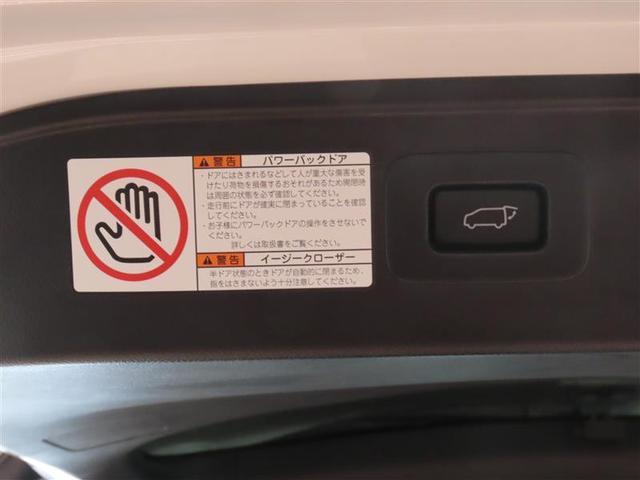 警告 パワーバックドア
・ドアにはさまれるなどして人が重大な傷害を受
けたり荷物を損傷するおそれがあるため開閉時
は周囲の状態を必ず確認してください。
・走行前にドアが確実に閉まっていることを確認
してください。
・お子様にパワーバックドアの操作をさせないで
ください。
詳しくは取扱書をご覧ください。
警告 イージークローザー
半ドア状態のときドアが自動的に閉まるため、
指をはさまないよう十分注意してください。